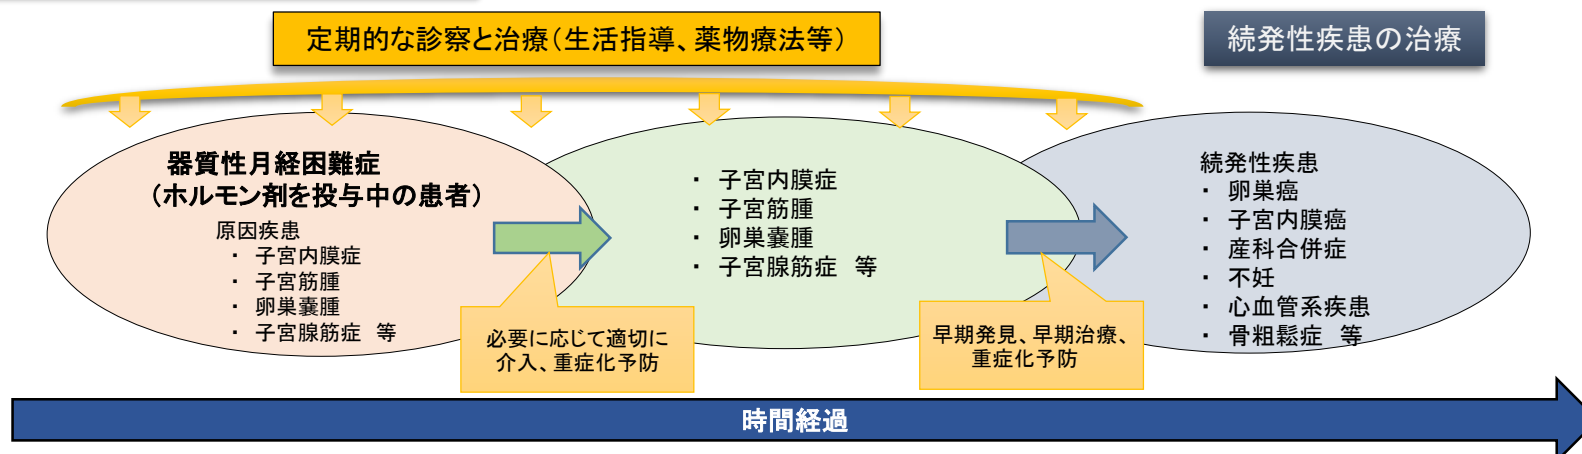 定期的な診察と治療（生活指導、薬物療法等）
続発性疾患の治療
器質性月経困難症
（ホルモン剤を投与中の患者）
原因疾患
・ 子宮内膜症
・ 子宮筋腫
・ 卵巣嚢腫
・ 子宮腺筋症　等
・ 子宮内膜症
・ 子宮筋腫
・ 卵巣嚢腫
・ 子宮腺筋症　等
続発性疾患
・ 卵巣癌
・ 子宮内膜癌
・ 産科合併症
・ 不妊
・ 心血管系疾患
・ 骨粗鬆症　等
必要に応じて適切に
介入、重症化予防
早期発見、早期治療、
重症化予防
時間経過